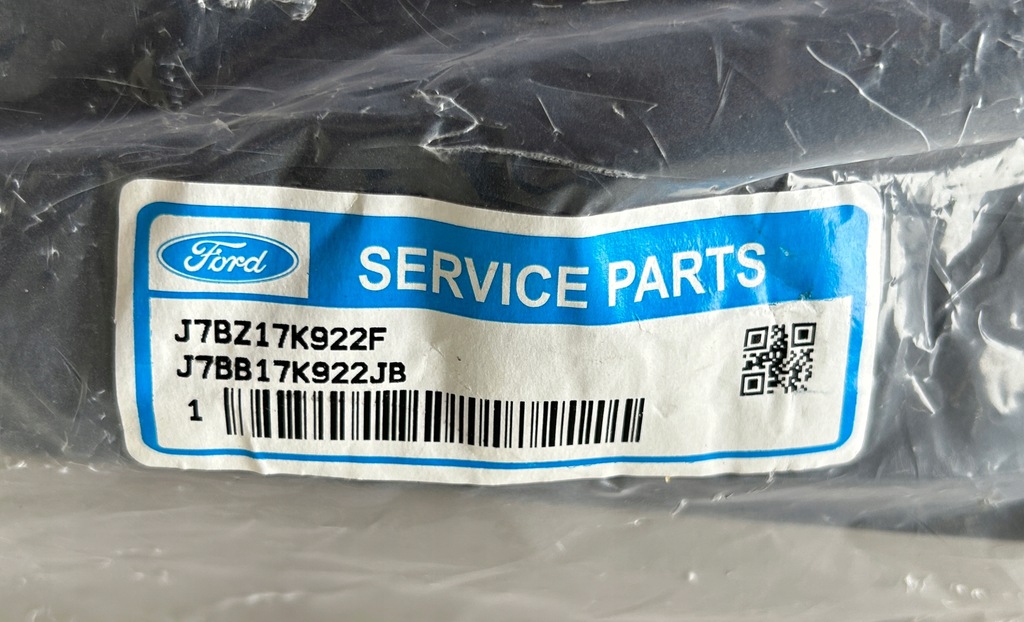 Ford
SERVICE PARTS
J7BZ17K922F
J7BB17K922JB
1